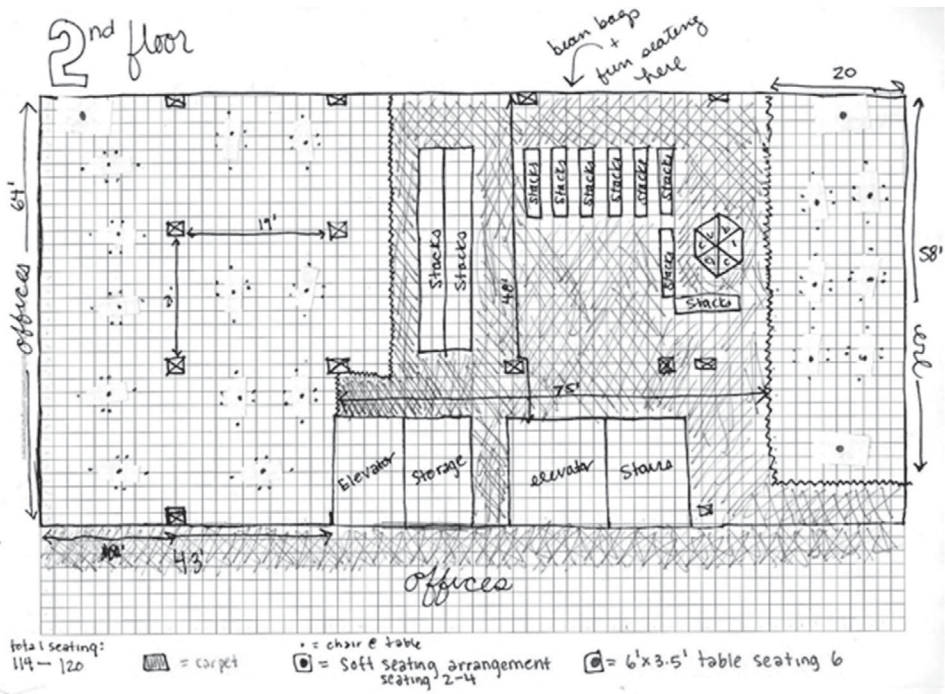 2nd floor
bean bags
+
fun seating
here
20
64'
offices
19'
Stacks
Stacks
Stacks
Stacks
Stacks
Stacks
Stacks
Stacks
48'
Stacks
Stacks
58'
75'
Elevator
Storage
elevator
Stairs
43'
offices
total seating:
114 - 120
= carpet
• = chair @ table
= Soft seating arrangement
seating 2-4
= 6'x3.5' table seating 6